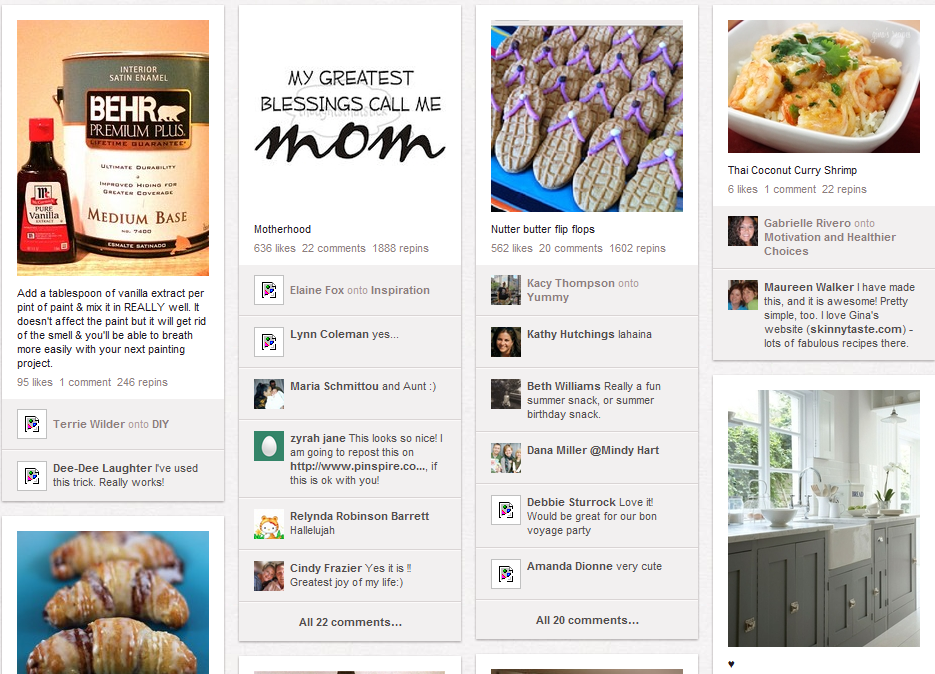 INTERIOR
SATIN ENAMEL
BEHR
PREMIUM PLUS.
LIFETIME GUARANTEE*
ULTIMATE DURABILITY
IMPROVED HIDING FOR
GREATER COVERAGE
MEDIUM BASE
NO. 7400
ESMALTE SATINADO
McCormick
PURE
Vanilla
EXTRACT
Add a tablespoon of vanilla extract per
pint of paint & mix it in REALLY well. It
doesn't affect the paint but it will get rid
of the smell & you'll be able to breath
more easily with your next painting
project.
95 likes 1 comment 246 repins
Terrie Wilder onto DIY
Dee-Dee Laughter I've used
this trick. Really works!
MY GREATEST
BLESSINGS CALL ME
mom
Motherhood
636 likes 22 comments 1888 repins
Elaine Fox onto Inspiration
Lynn Coleman yes...
Maria Schmittou and Aunt :)
zyrah jane This looks so nice! I
am going to repost this on
http://www.pinspire.co..., if
this is ok with you!
Relynda Robinson Barrett
Hallelujah
Cindy Frazier Yes it is !!
Greatest joy of my life:)
All 22 comments...
Nutter butter flip flops
562 likes 20 comments 1602 repins
Kacy Thompson onto
Yummy
Kathy Hutchings lahaina
Beth Williams Really a fun
summer snack, or summer
birthday snack.
Dana Miller @Mindy Hart
Debbie Sturrock Love it!
Would be great for our bon
voyage party
Amanda Dionne very cute
All 20 comments...
Thai Coconut Curry Shrimp
6 likes 1 comment 22 repins
Gabrielle Rivero onto
Motivation and Healthier
Choices
Maureen Walker I have made
this, and it is awesome! Pretty
simple, too. I love Gina's
website (skinnytaste.com) -
lots of fabulous recipes there.
BREAD
♥